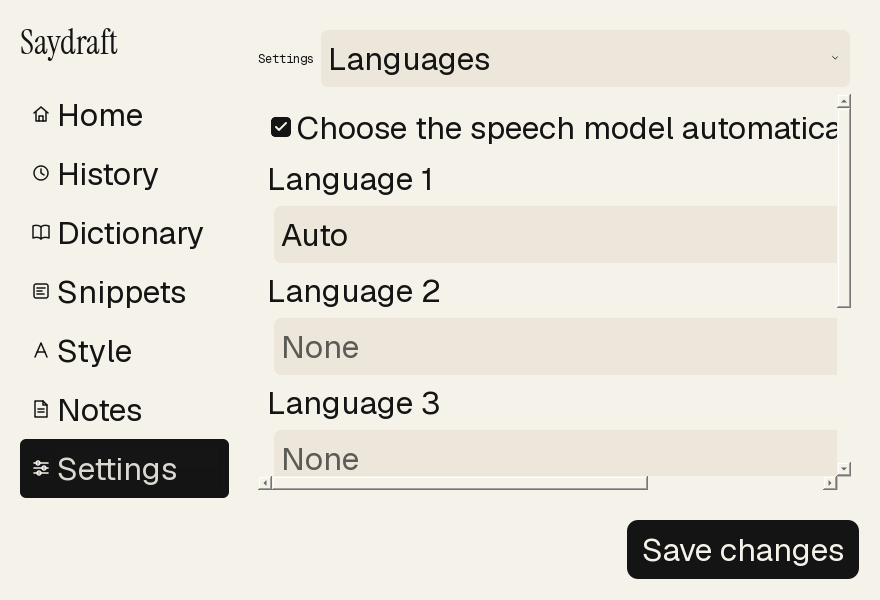 Saydraft
Home
History
Dictionary
Snippets
Style
Notes
Settings
Settings
Languages
Choose the speech model automatica
Language 1
Auto
Language 2
None
Language 3
None
Save changes